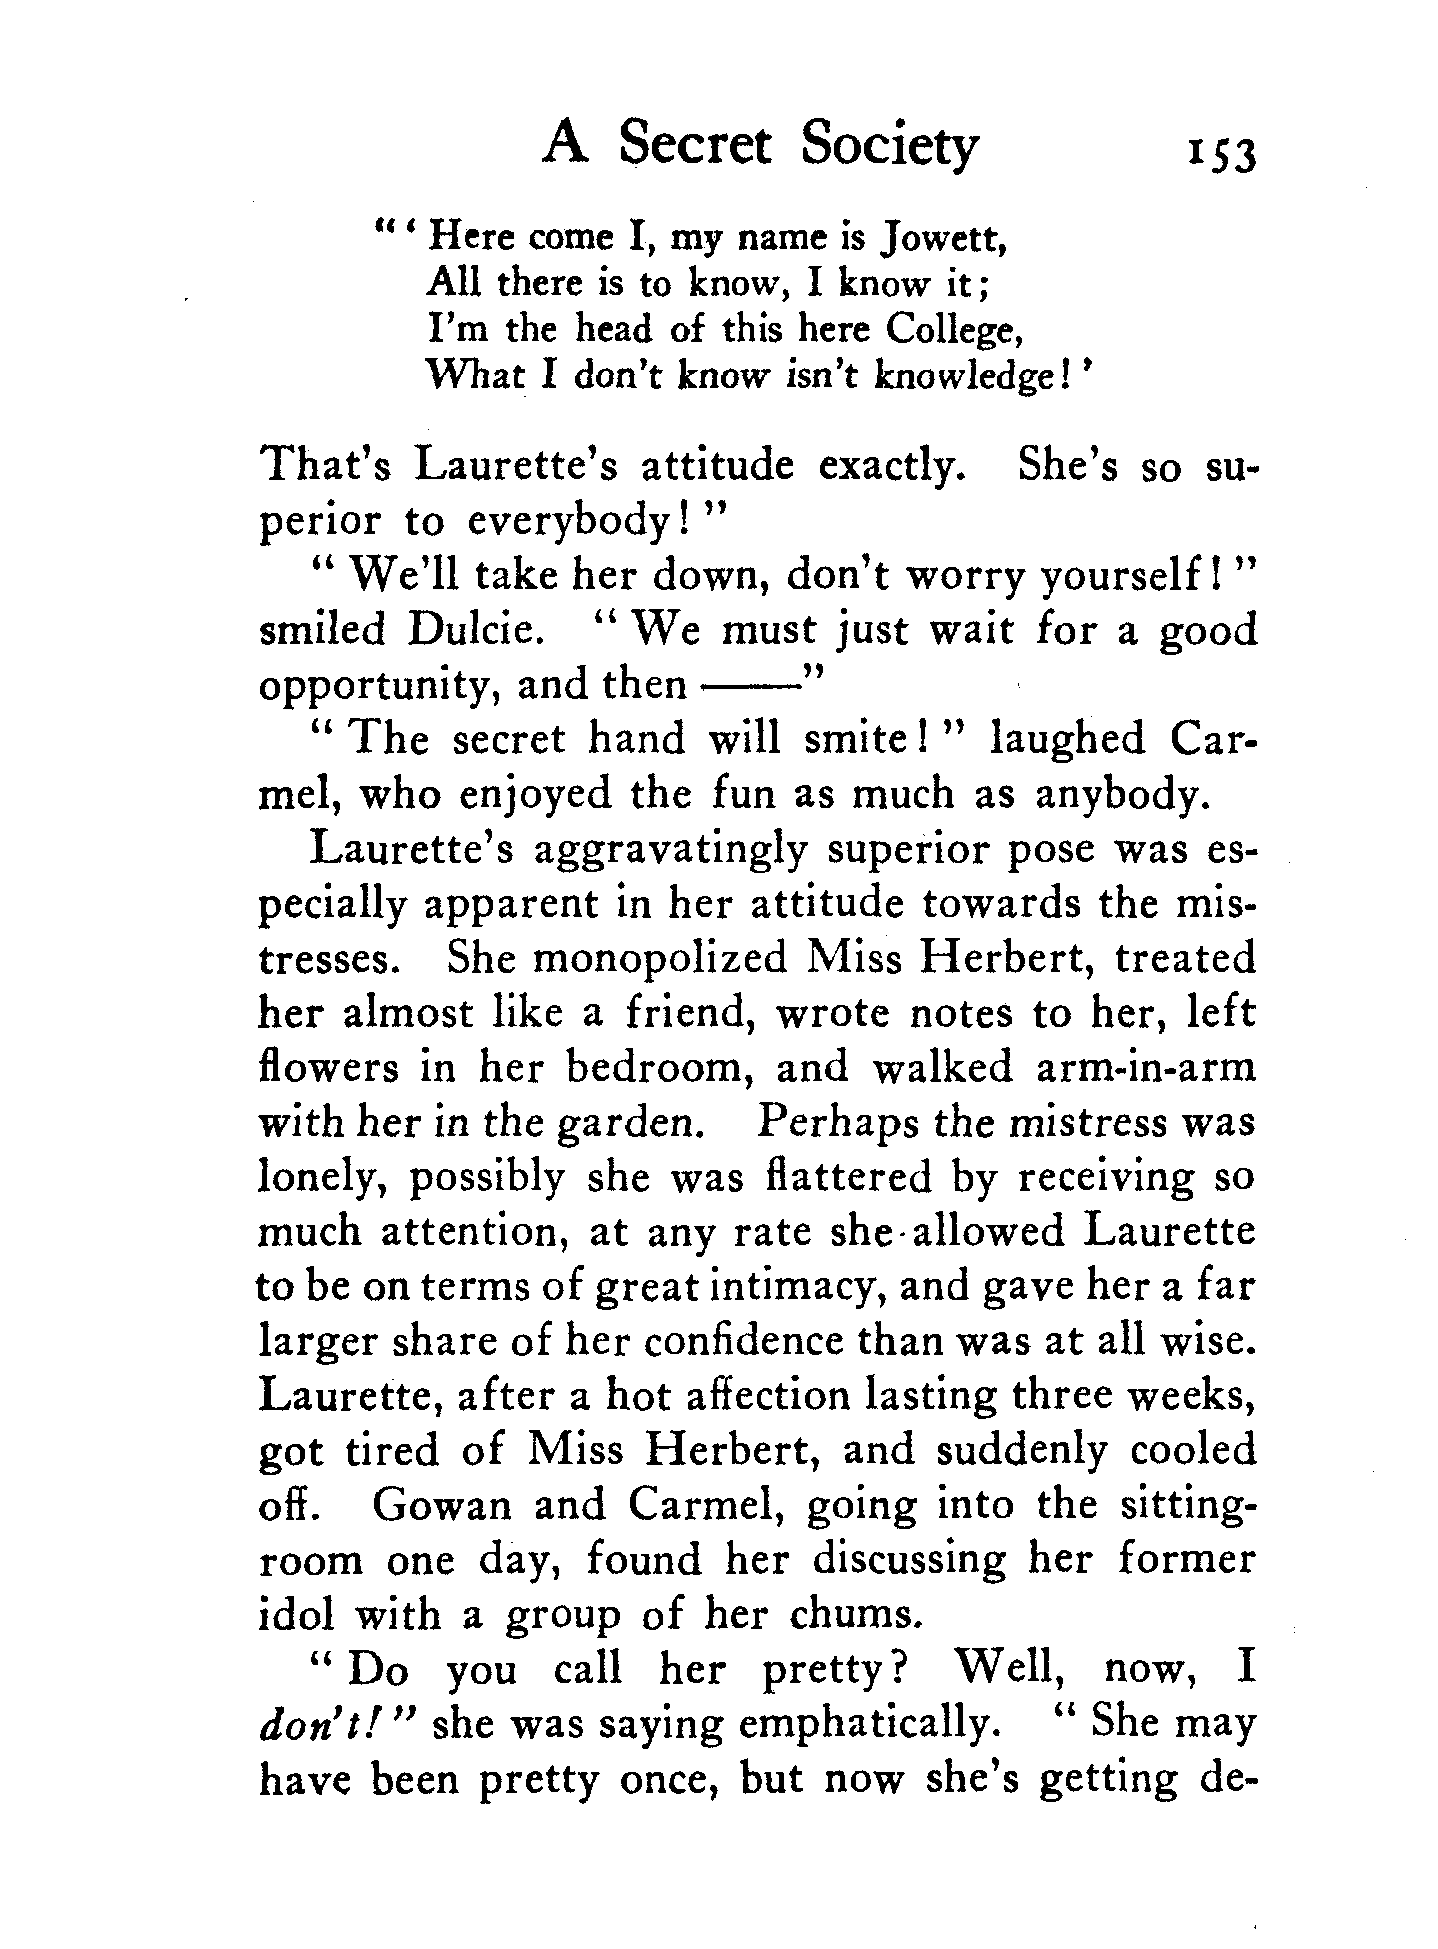 A Secret Society 153
"'Here come I, my name is Jowett,
All there is to know, I know it;
I'm the head of this here College,
What I don't know isn't knowledge!'
That's Laurette's attitude exactly. She's so su-
perior to everybody!"
"We'll take her down, don't worry yourself!"
smiled Dulcie. "We must just wait for a good
opportunity, and then ——"
"The secret hand will smite!" laughed Car-
mel, who enjoyed the fun as much as anybody.
Laurette's aggravatingly superior pose was es-
pecially apparent in her attitude towards the mis-
tresses. She monopolized Miss Herbert, treated
her almost like a friend, wrote notes to her, left
flowers in her bedroom, and walked arm-in-arm
with her in the garden. Perhaps the mistress was
lonely, possibly she was flattered by receiving so
much attention, at any rate she allowed Laurette
to be on terms of great intimacy, and gave her a far
larger share of her confidence than was at all wise.
Laurette, after a hot affection lasting three weeks,
got tired of Miss Herbert, and suddenly cooled
off. Gowan and Carmel, going into the sitting-
room one day, found her discussing her former
idol with a group of her chums.
"Do you call her pretty? Well, now, I
don't!" she was saying emphatically. "She may
have been pretty once, but now she's getting de-